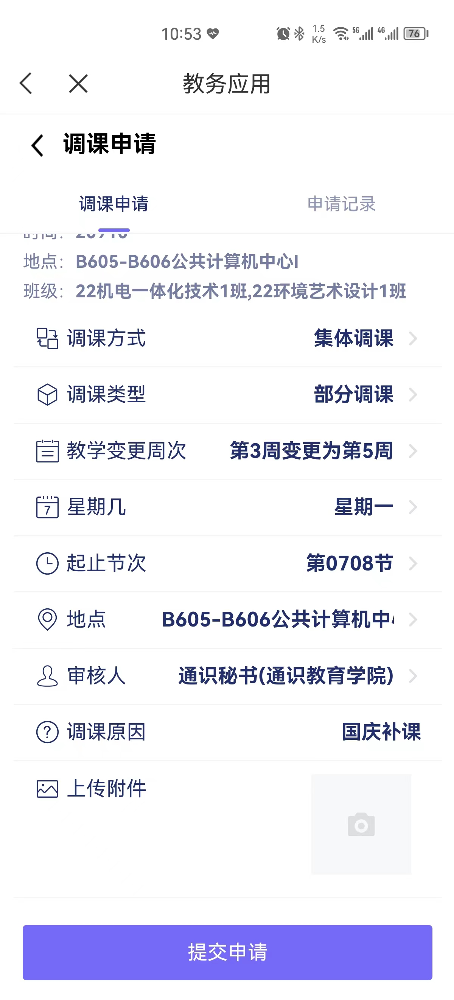 10:53
1.5
K/s
5G
4G
76
教务应用
调课申请
调课申请
申请记录
地点: B605-B606公共计算机中心I
班级: 22机电一体化技术1班,22环境艺术设计1班
调课方式 集体调课
调课类型 部分调课
教学变更周次 第3周变更为第5周
7
星期几 星期一
起止节次 第0708节
地点 B605-B606公共计算机中
审核人 通识秘书(通识教育学院)
调课原因 国庆补课
上传附件
提交申请